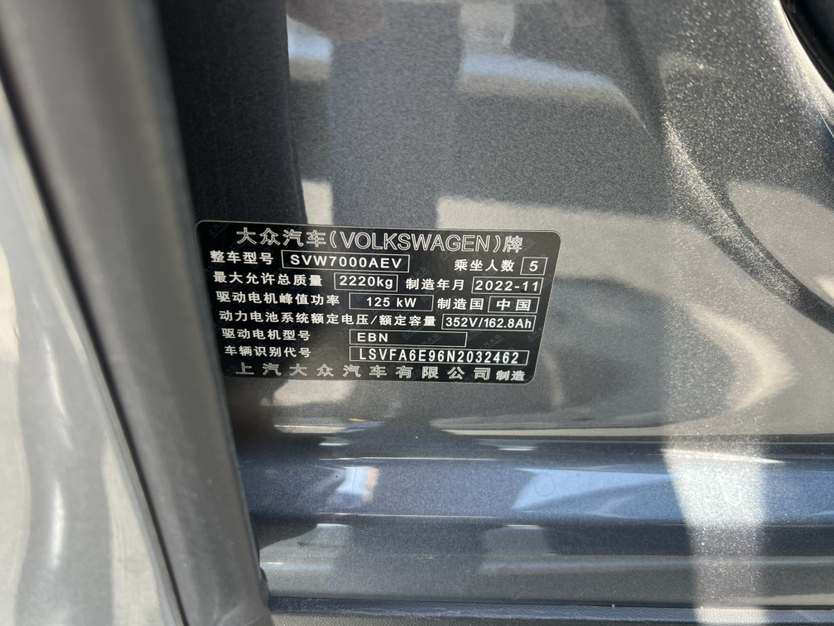 大众汽车(VOLKSWAGEN)牌
整车型号 SVW7000AEV 乘坐人数 5
最大允许总质量 2220kg 制造年月 2022-11
驱动电机峰值功率 125 kW 制造国 中国
动力电池系统额定电压/额定容量 352V/162.8Ah
驱动电机型号 EBN
车辆识别代号 LSVFA6E96N2032462
上汽大众汽车有限公司制造